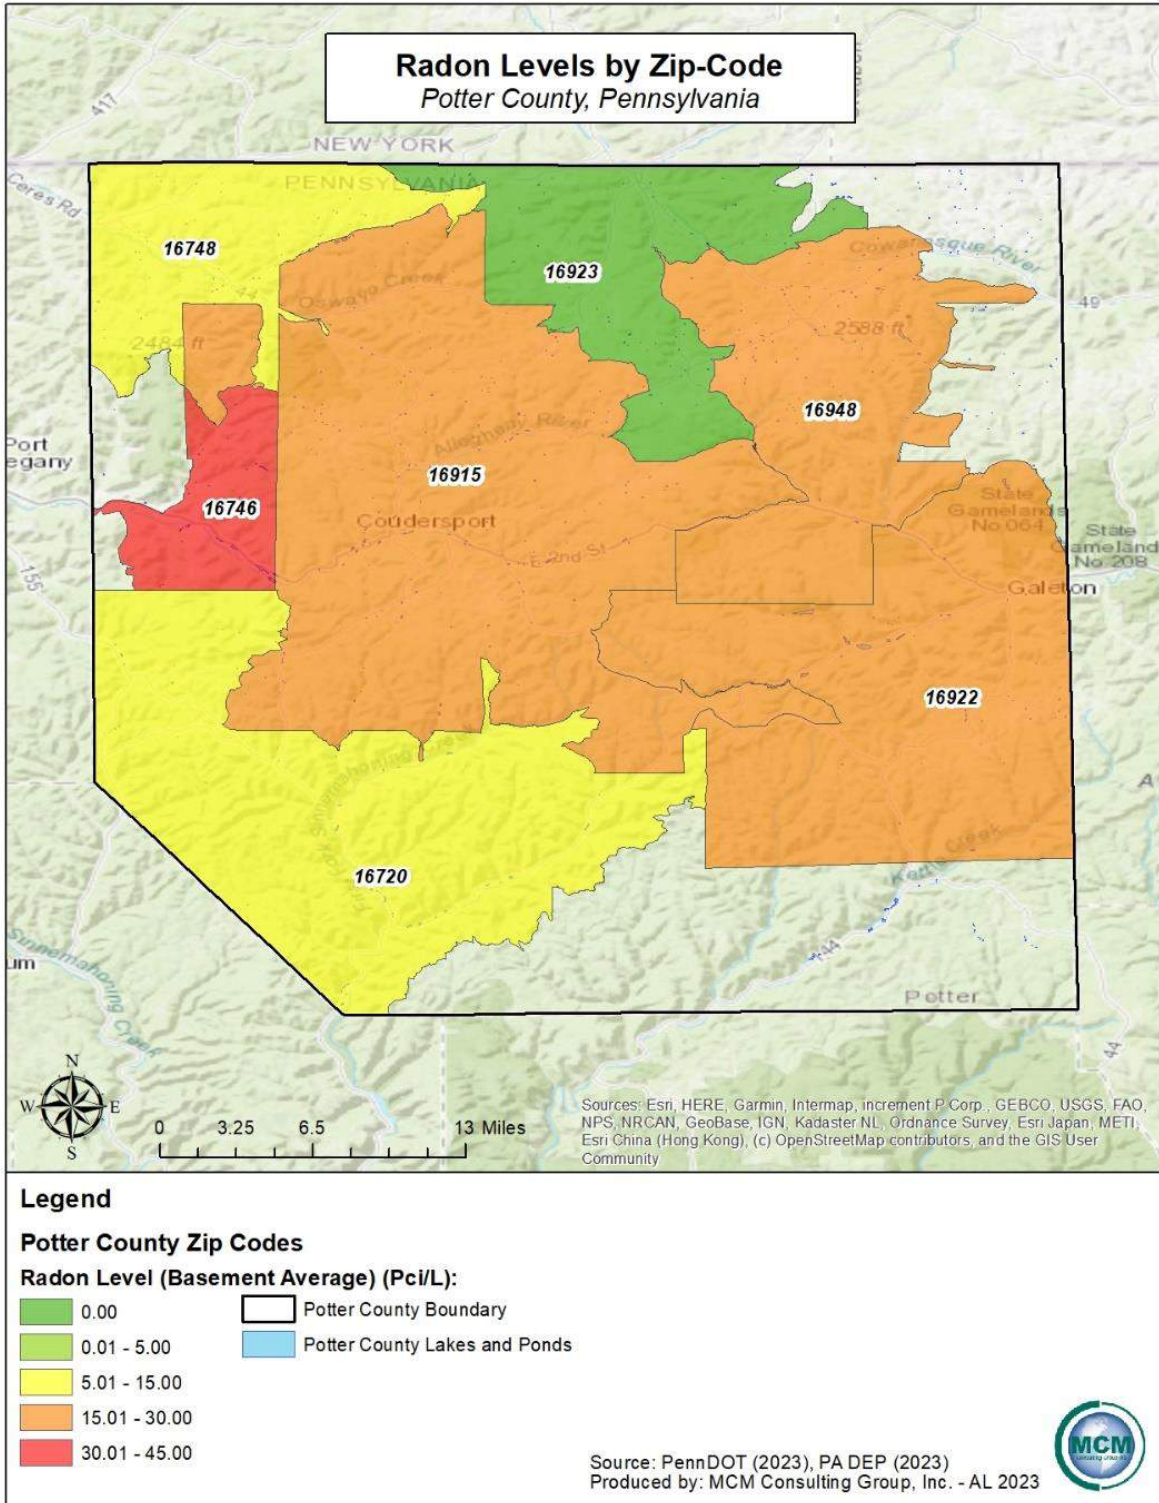 Radon Levels by Zip-Code
Potter County, Pennsylvania
417
NEW YORK
PENNSYLVANIA
Ceres Rd
16748
16923
Cowanesque River
44
Oswayo Creek
49
2484 ft
2588 ft
16948
Port
egany
Allegheny River
16915
16746
State
Gamelands
No 064
Coudersport
State
Gameland
No 208
E 2nd St
155
Galeton
16922
Sinnemahoning
A
Kettle Creek
16720
Sinnemahoning Creek
um
144
Potter
44
N
W E
S
0 3.25 6.5 13 Miles
Sources: Esri, HERE, Garmin, Intermap, increment P Corp., GEBCO, USGS, FAO,
NPS, NRCAN, GeoBase, IGN, Kadaster NL, Ordnance Survey, Esri Japan, METI,
Esri China (Hong Kong), (c) OpenStreetMap contributors, and the GIS User
Community
Legend
Potter County Zip Codes
Radon Level (Basement Average) (Pci/L):
0.00
Potter County Boundary
0.01 - 5.00
Potter County Lakes and Ponds
5.01 - 15.00
15.01 - 30.00
30.01 - 45.00
MCM
Source: PennDOT (2023), PA DEP (2023)
Produced by: MCM Consulting Group, Inc. - AL 2023